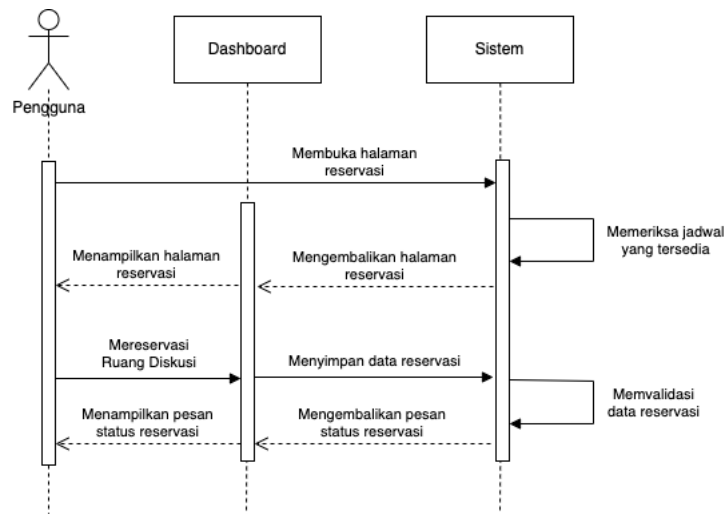 Pengguna
Dashboard
Sistem
Membuka halaman
reservasi
Memeriksa jadwal
yang tersedia
Menampilkan halaman
reservasi
Mengembalikan halaman
reservasi
Mereservasi
Ruang Diskusi
Menyimpan data reservasi
Memvalidasi
data reservasi
Menampilkan pesan
status reservasi
Mengembalikan pesan
status reservasi